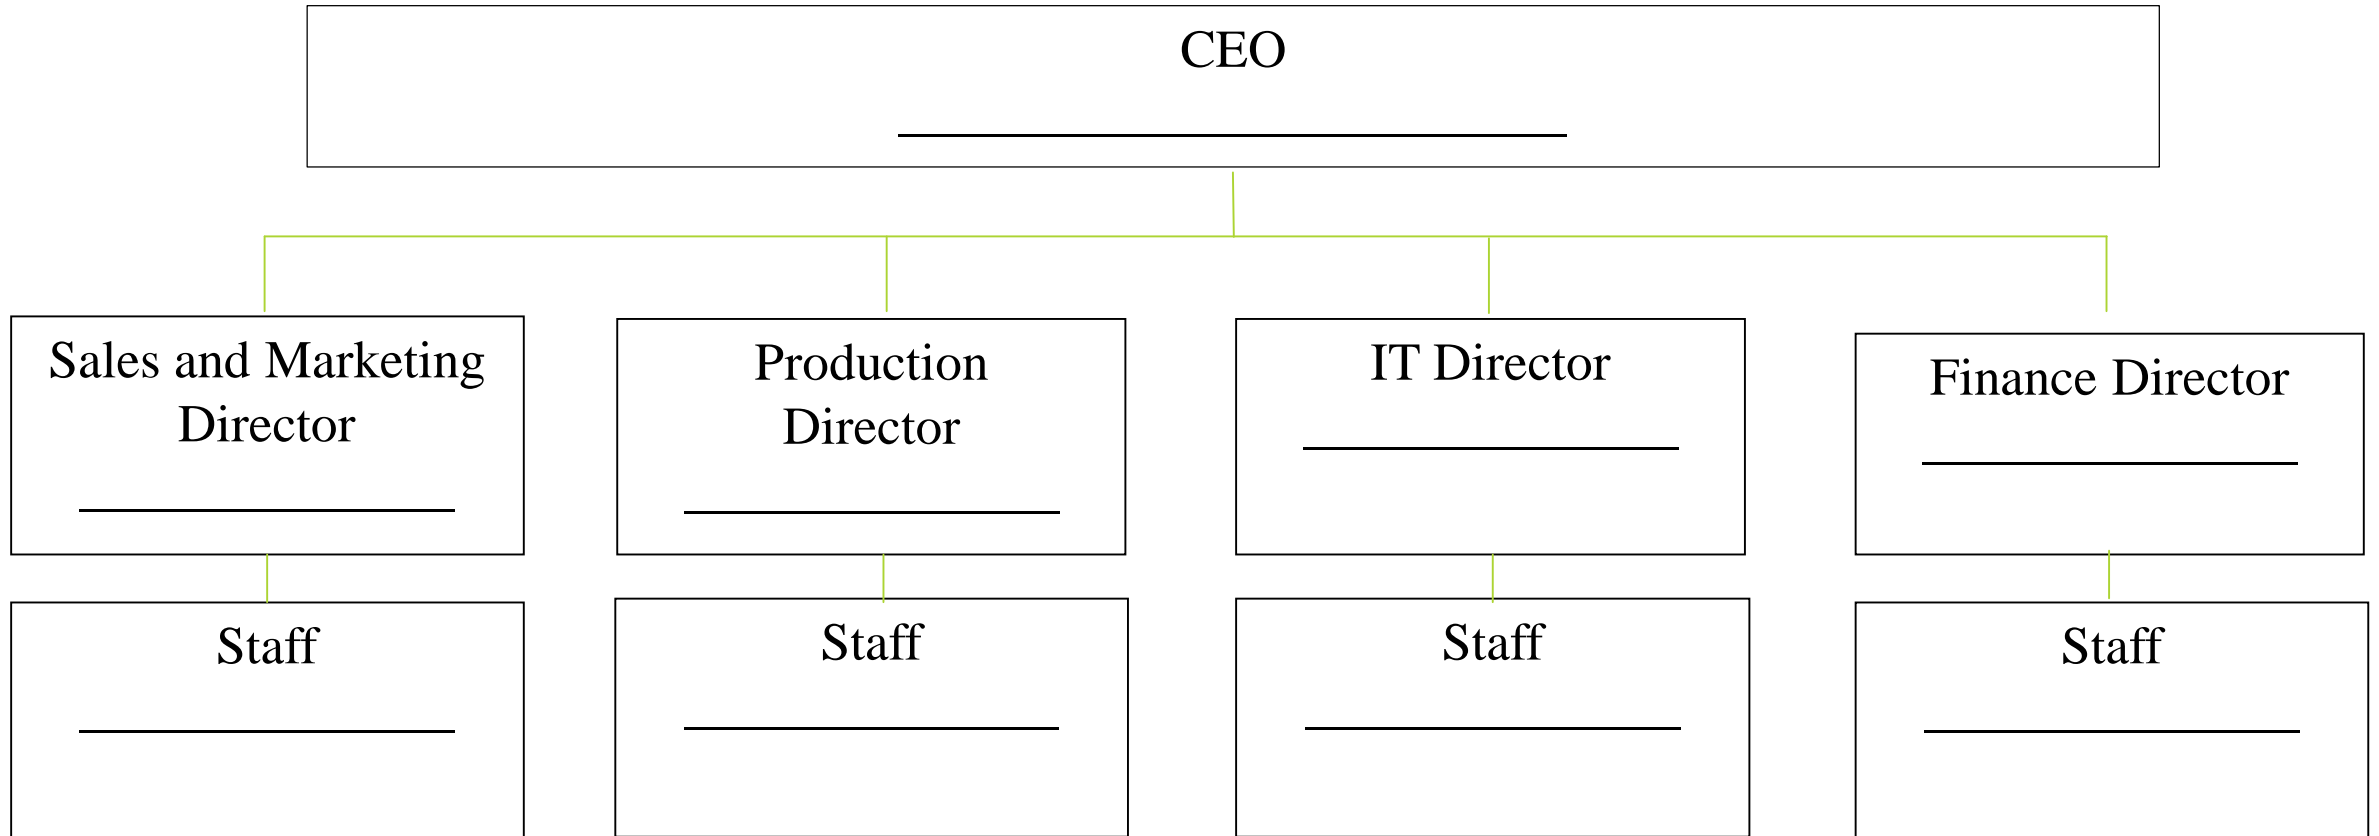 CEO
Sales and Marketing
Director
Production
Director
IT Director
Finance Director
Staff
Staff
Staff
Staff